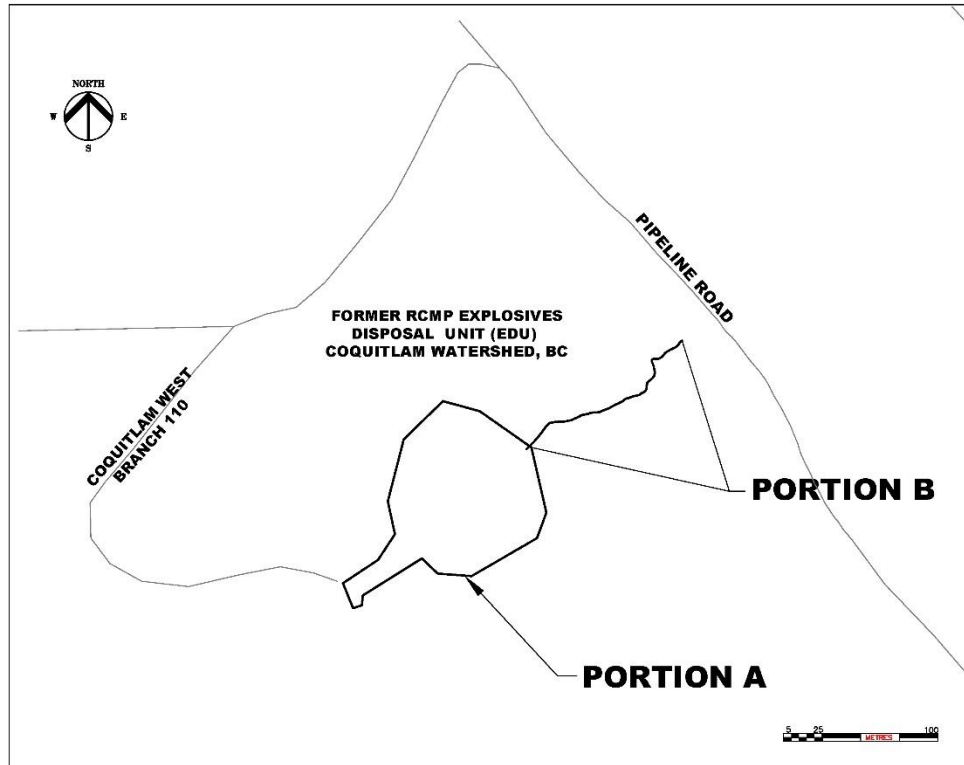 NORTH
W E
S
PIPELINE ROAD
FORMER RCMP EXPLOSIVES
DISPOSAL UNIT (EDU)
COQUITLAM WATERSHED, BC
COQUITLAM WEST
BRANCH 110
PORTION B
PORTION A
5 25 100
METRES